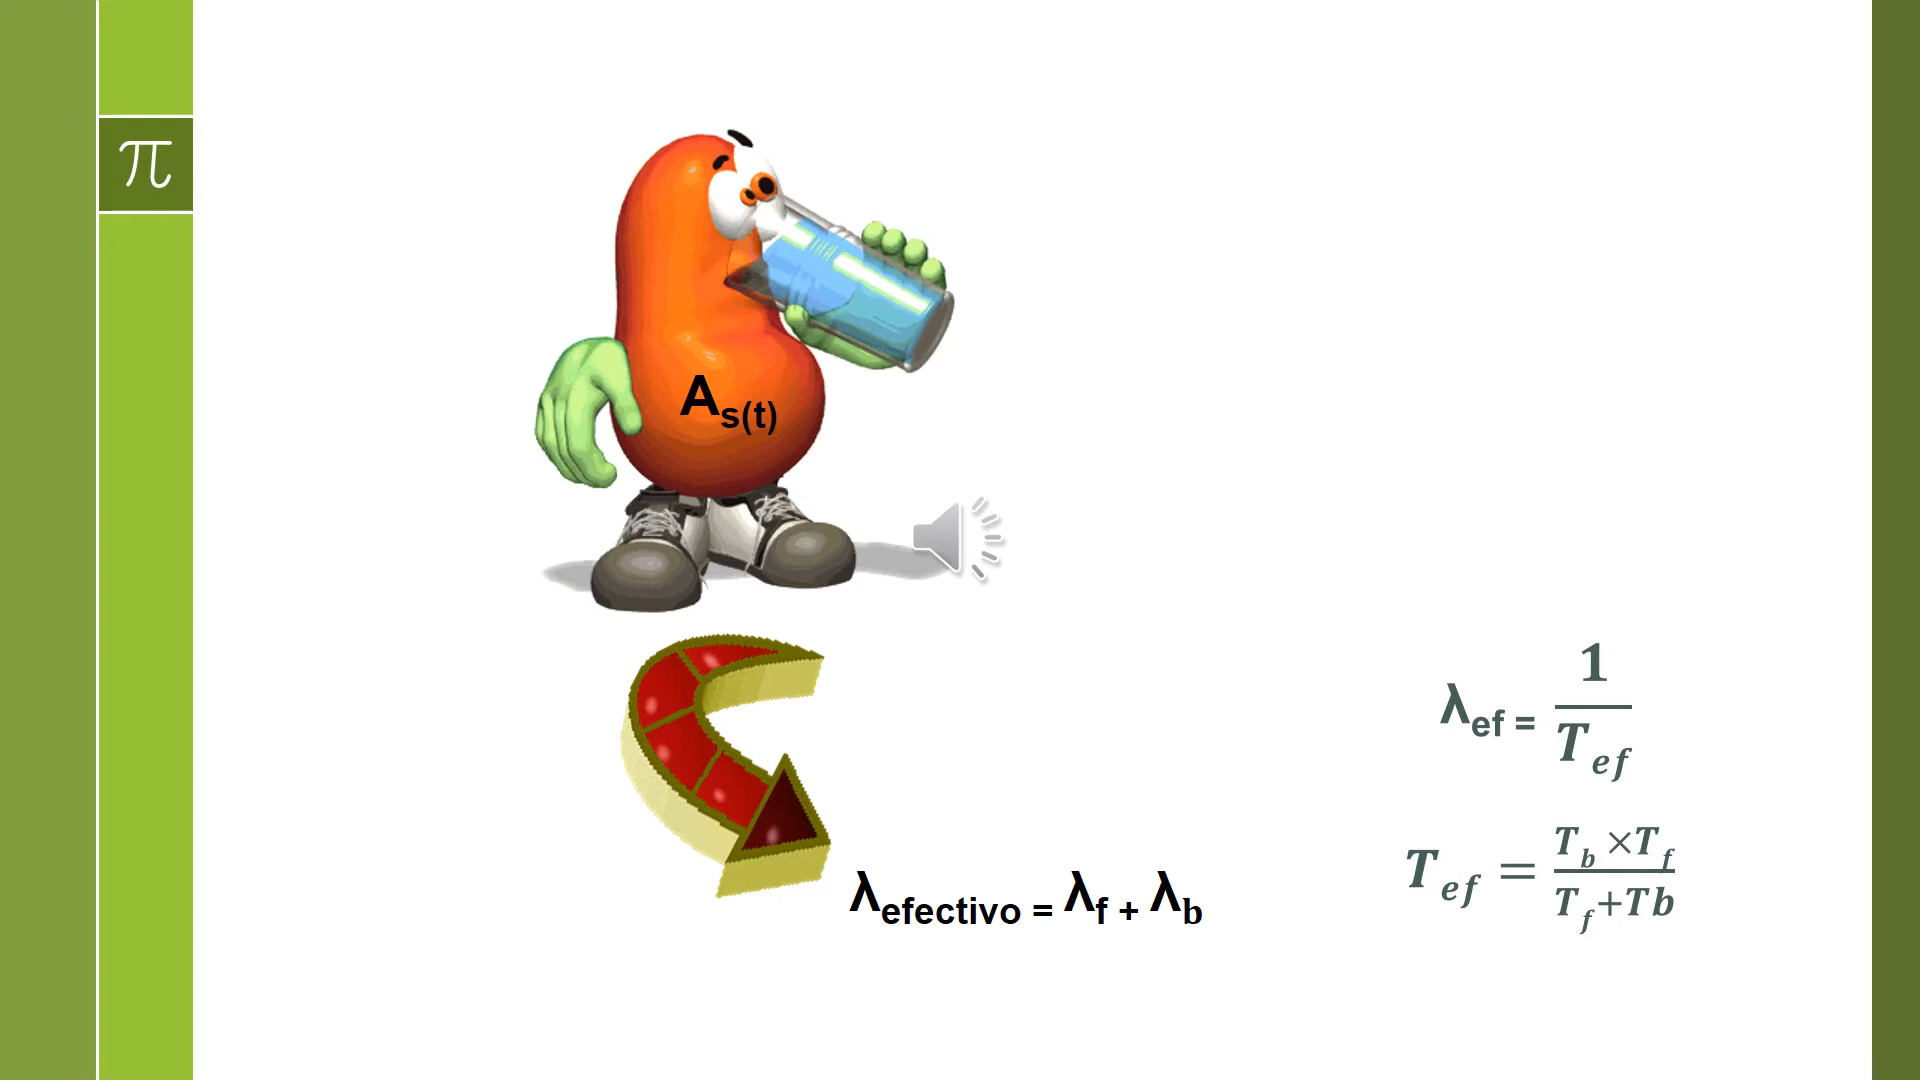 π
As(t)
λef = 1/Tef
Tef = Tb ×Tf/Tf+Tb
λefectivo = λf + λb